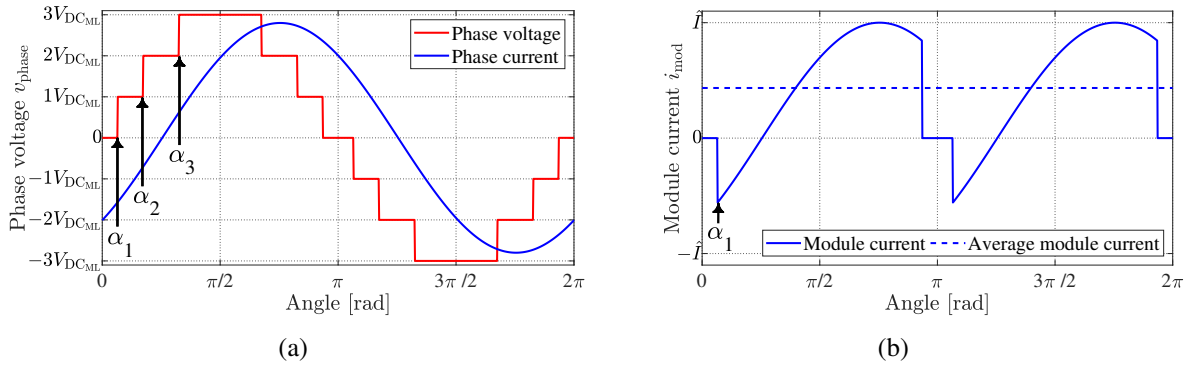 3V_DC_ML
2V_DC_ML
1V_DC_ML
0
−1V_DC_ML
−2V_DC_ML
−3V_DC_ML
Phase voltage v_phase
Phase voltage
Phase current
α_1
α_2
α_3
0
π/2
π
3π/2
2π
Angle [rad]
(a)
Î
0
−Î
Module current i_mod
α_1
Module current
Average module current
0
π/2
π
3π/2
2π
Angle [rad]
(b)